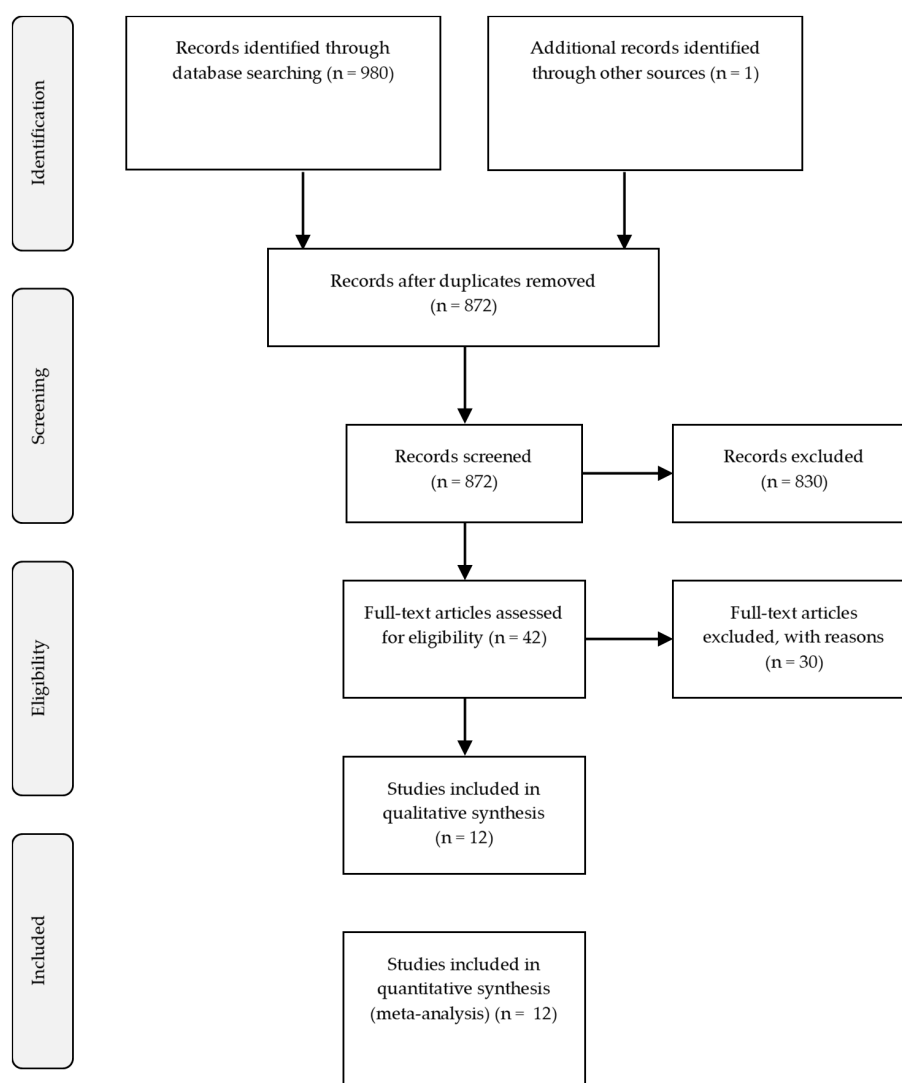 Identification
Records identified through
database searching (n = 980)
Additional records identified
through other sources (n = 1)
Records after duplicates removed
(n = 872)
Screening
Records screened
(n = 872)
Records excluded
(n = 830)
Eligibility
Full-text articles assessed
for eligibility (n = 42)
Full-text articles
excluded, with reasons
(n = 30)
Studies included in
qualitative synthesis
(n = 12)
Included
Studies included in
quantitative synthesis
(meta-analysis) (n = 12)